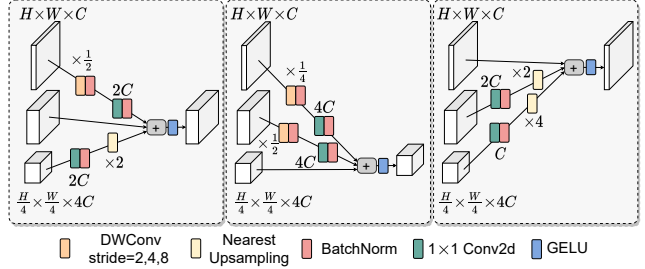 H×W×C
×1/2
2C
+
×2
2C
H/4 × W/4 ×4C
H×W×C
×1/4
4C
×1/2
4C
+
H/4 × W/4 ×4C
H×W×C
×2
2C
+
×4
C
H/4 × W/4 ×4C
DWConv
stride=2,4,8
Nearest
Upsampling
BatchNorm
1×1 Conv2d
GELU